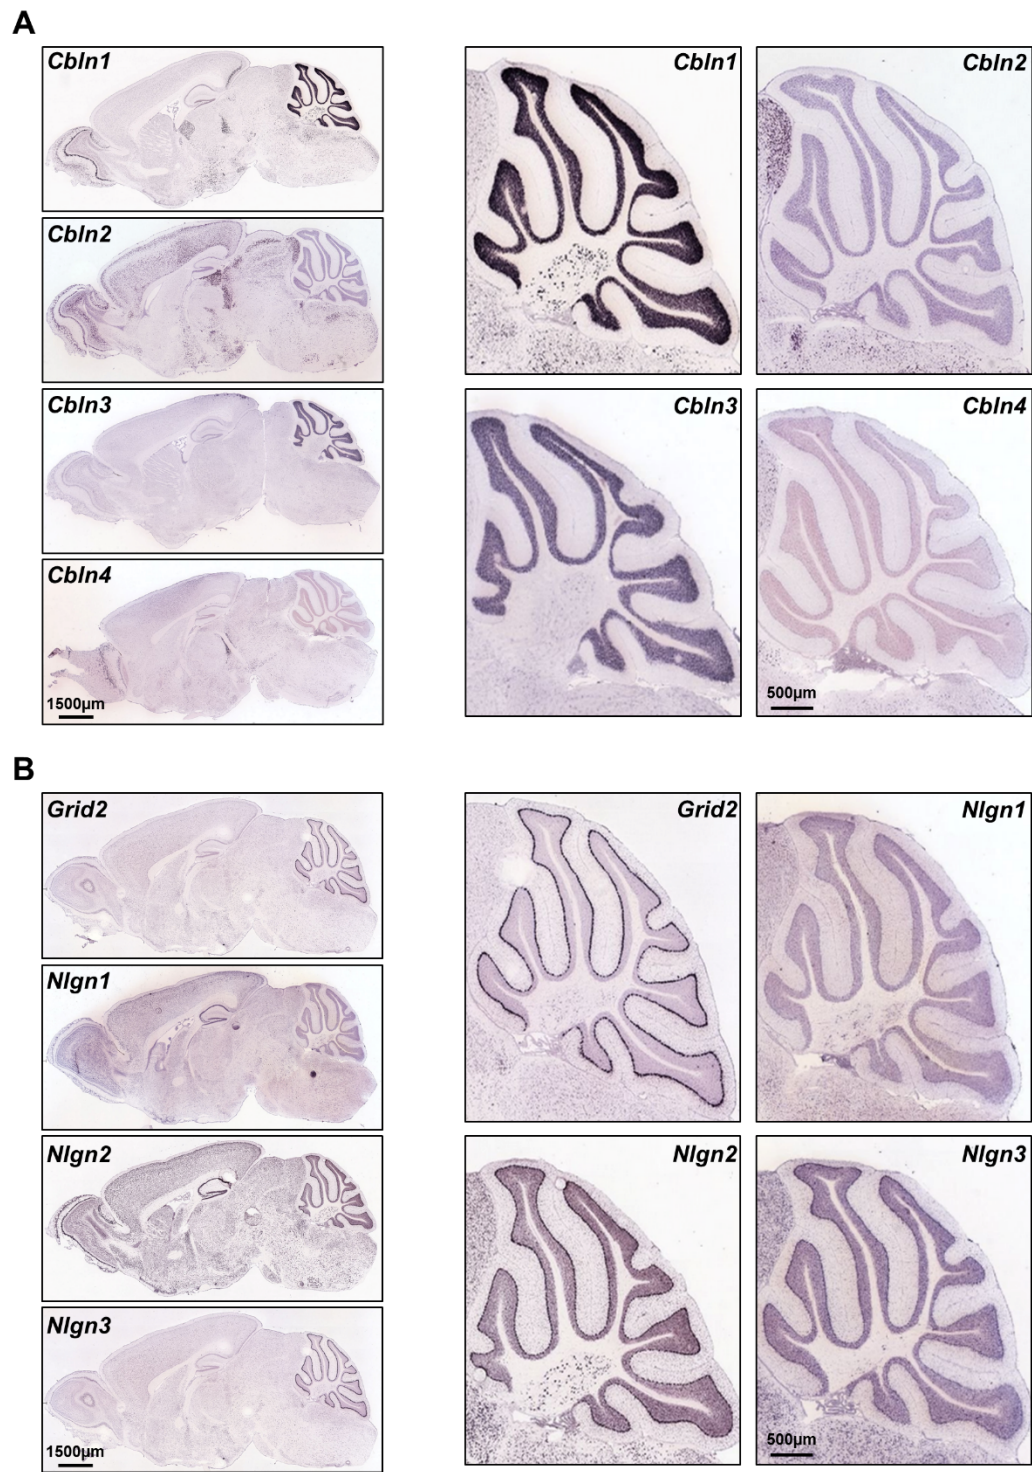 A
Cbln1
Cbln2
Cbln3
Cbln4
1500µm
Cbln1
Cbln2
Cbln3
Cbln4
500µm
B
Grid2
Nlgn1
Nlgn2
Nlgn3
1500µm
Grid2
Nlgn1
Nlgn2
Nlgn3
500µm